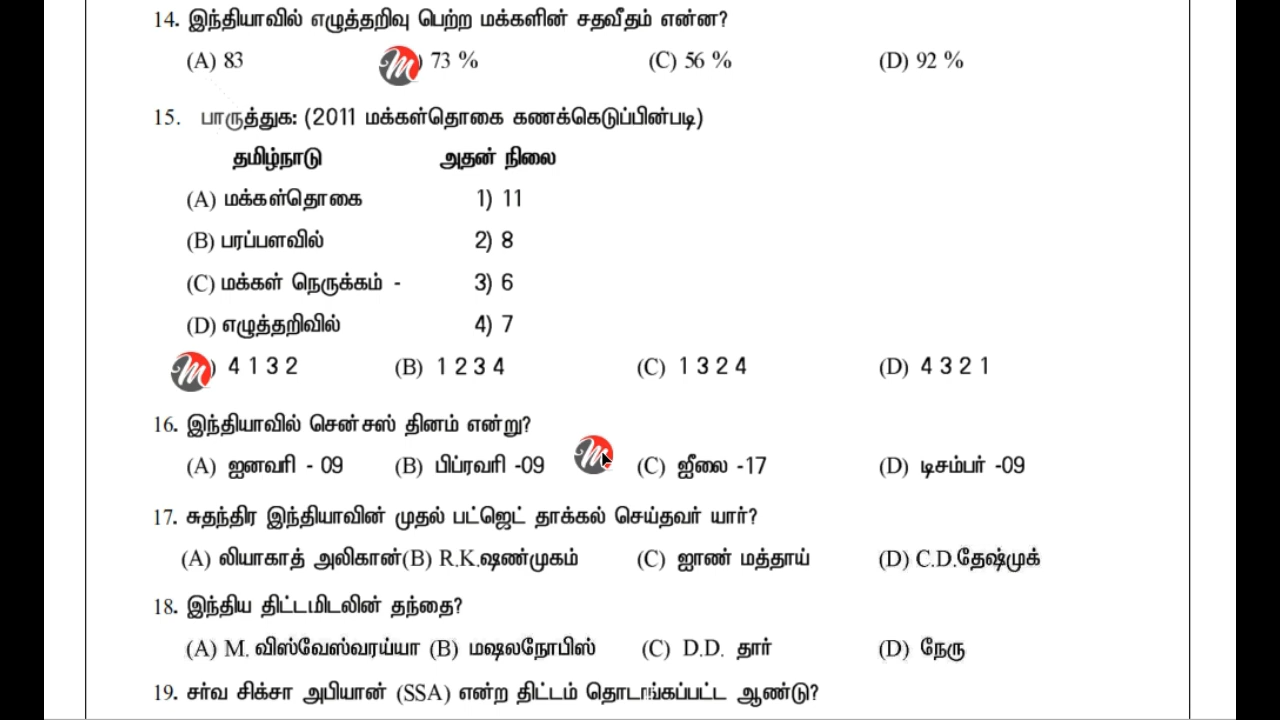 14. இந்தியாவில் எழுத்தறிவு பெற்ற மக்களின் சதவீதம் என்ன?
(A) 83 ) 73 % (C) 56 % (D) 92 %
15. பாருத்துக: (2011 மக்கள்தொகை கணக்கெடுப்பின்படி)
தமிழ்நாடு அதன் நிலை
(A) மக்கள்தொகை 1) 11
(B) பரப்பளவில் 2) 8
(C) மக்கள் நெருக்கம் - 3) 6
(D) எழுத்தறிவில் 4) 7
) 4 1 3 2 (B) 1 2 3 4 (C) 1 3 2 4 (D) 4 3 2 1
16. இந்தியாவில் சென்சஸ் தினம் என்று?
(A) ஐனவரி - 09 (B) பிப்ரவரி -09 (C) ஜீலை -17 (D) டிசம்பர் -09
17. சுதந்திர இந்தியாவின் முதல் பட்ஜெட் தாக்கல் செய்தவர் யார்?
(A) லியாகாத் அலிகான்(B) R.K.ஷண்முகம் (C) ஜாண் மத்தாய் (D) C.D.தேஷ்முக்
18. இந்திய திட்டமிடலின் தந்தை?
(A) M. விஸ்வேஸ்வரய்யா (B) மஷலநோபிஸ் (C) D.D. தார் (D) நேரு
19. சர்வ சிக்சா அபியான் (SSA) என்ற திட்டம் தொடங்கப்பட்ட ஆண்டு?